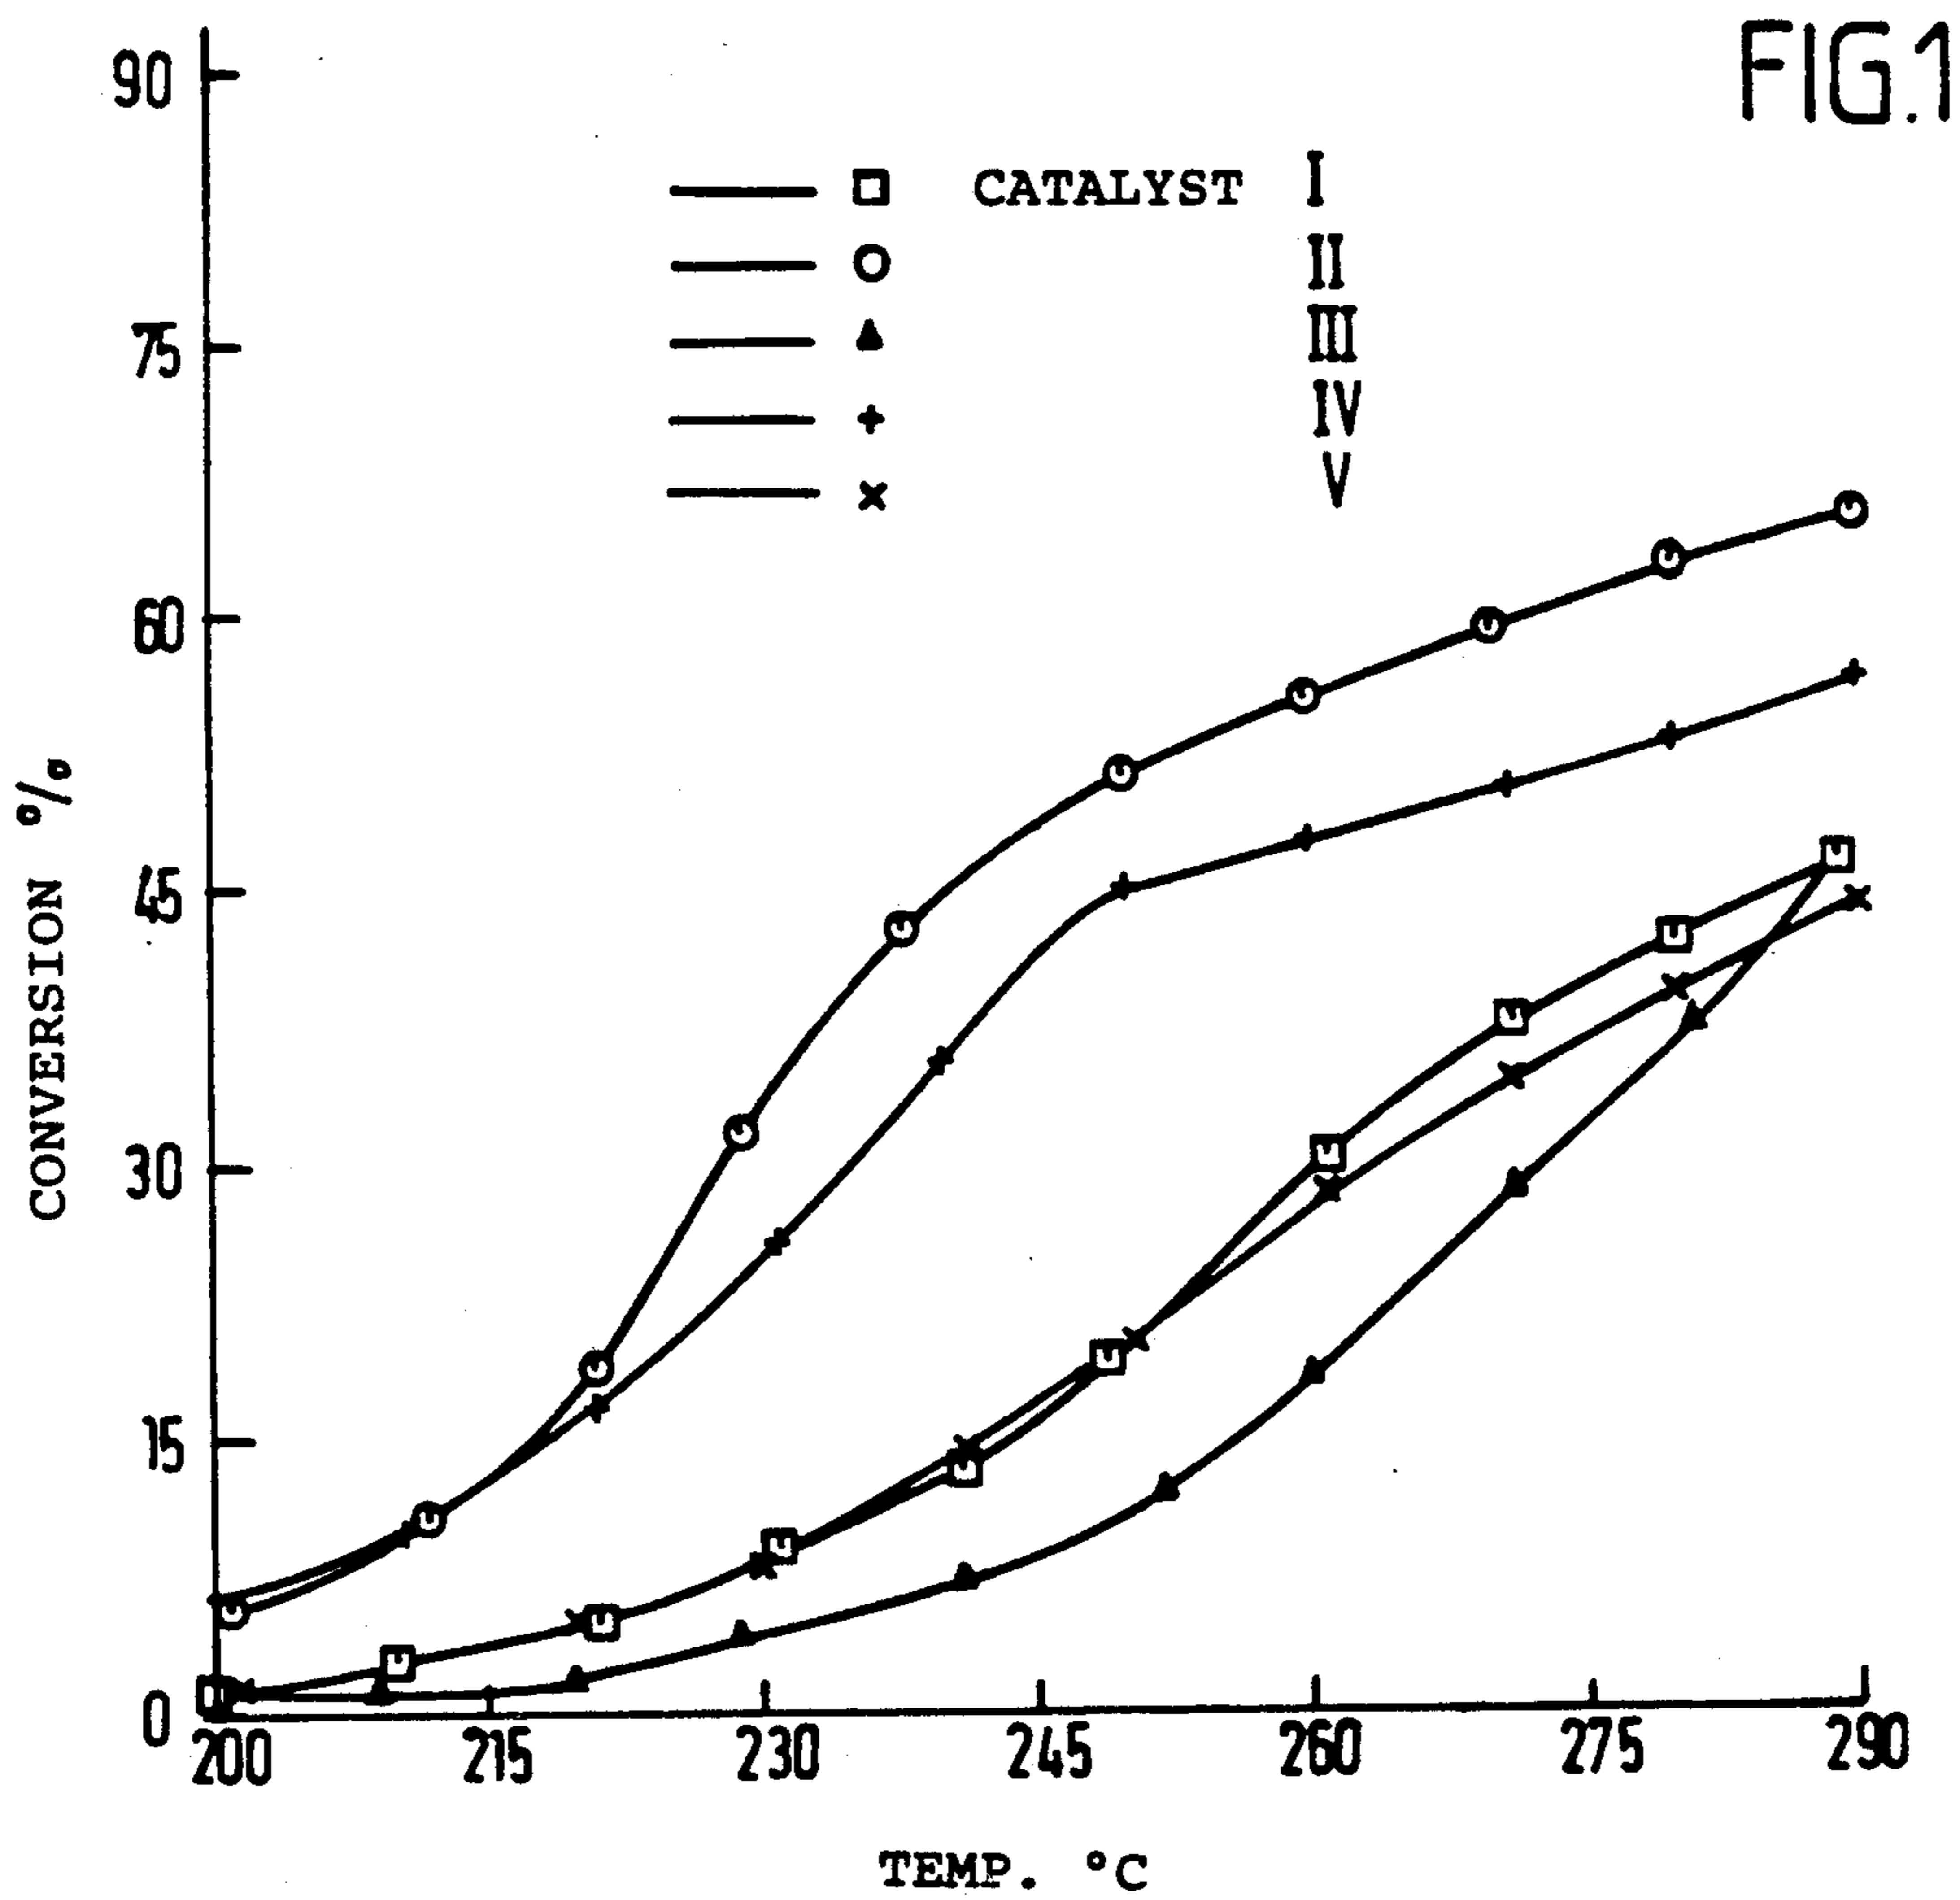 FIG.1
90
75
60
45
30
15
0
CONVERSION %
CATALYST I
II
III
IV
V
200 215 230 245 260 275 290
TEMP. °C